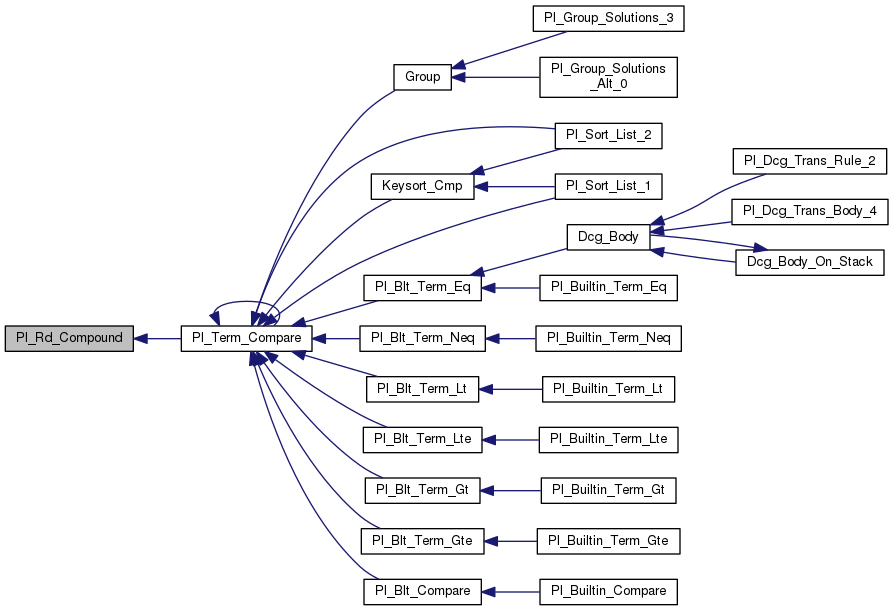 Pl_Group_Solutions_3
Group
Pl_Group_Solutions
_Alt_0
Pl_Sort_List_2
Keysort_Cmp
Pl_Sort_List_1
Pl_Dcg_Trans_Rule_2
Pl_Dcg_Trans_Body_4
Dcg_Body
Dcg_Body_On_Stack
Pl_Blt_Term_Eq
Pl_Builtin_Term_Eq
Pl_Rd_Compound
Pl_Term_Compare
Pl_Blt_Term_Neq
Pl_Builtin_Term_Neq
Pl_Blt_Term_Lt
Pl_Builtin_Term_Lt
Pl_Blt_Term_Lte
Pl_Builtin_Term_Lte
Pl_Blt_Term_Gt
Pl_Builtin_Term_Gt
Pl_Blt_Term_Gte
Pl_Builtin_Term_Gte
Pl_Blt_Compare
Pl_Builtin_Compare